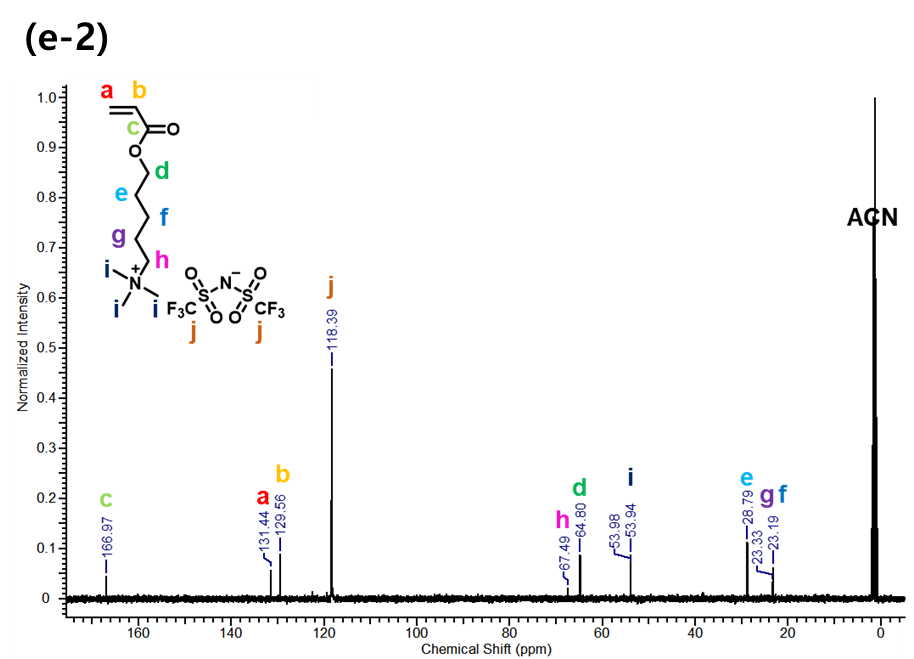 (e-2)
a b
c O
O
d
e
f
g
h
i + N
i i
O N− O
S S
F3C O O CF3
j j
c
166.97
a
131.44
b
129.56
j
118.39
h
67.49
d
64.80
i
53.98
53.94
e
28.79
g f
23.33
23.19
ACN
1.0
0.9
0.8
0.7
0.6
0.5
0.4
0.3
0.2
0.1
0
Normalized Intensity
160 140 120 100 80 60 40 20 0
Chemical Shift (ppm)